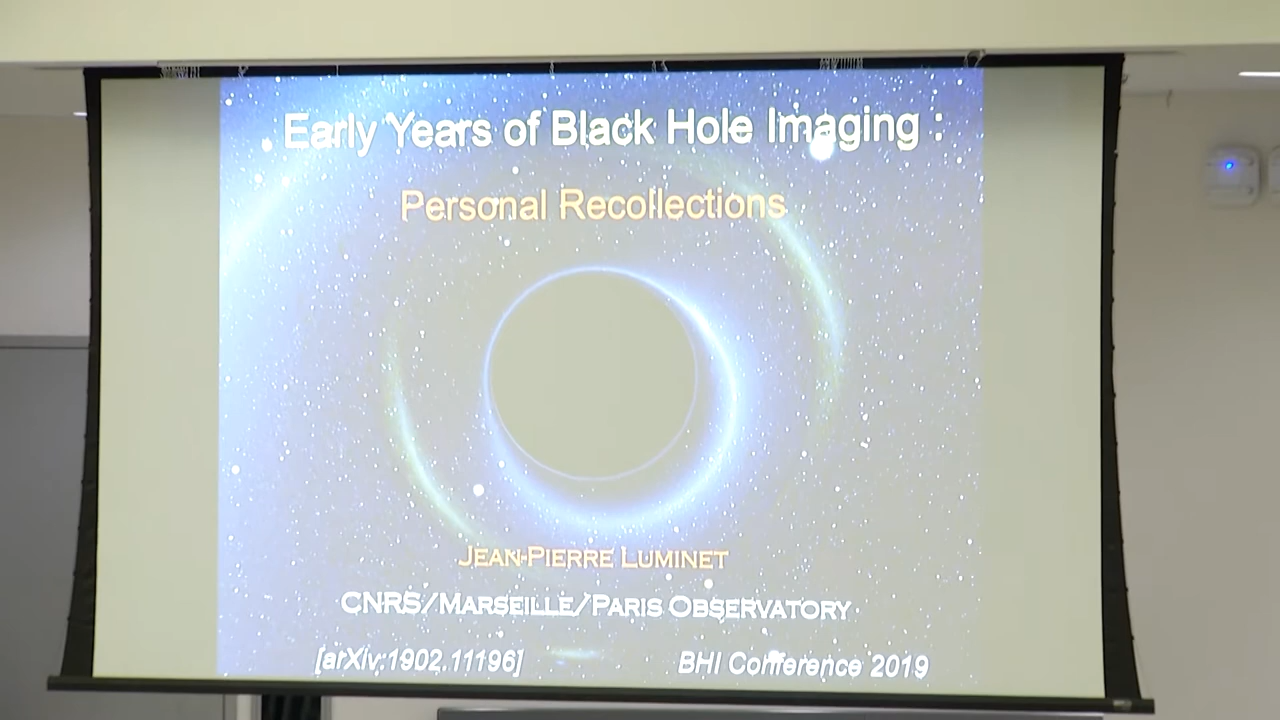 Early Years of Black Hole Imaging :
Personal Recollections
JEAN-PIERRE LUMINET
CNRS/MARSEILLE/PARIS OBSERVATORY
[arXiv:1902.11196]
BHI Conference 2019